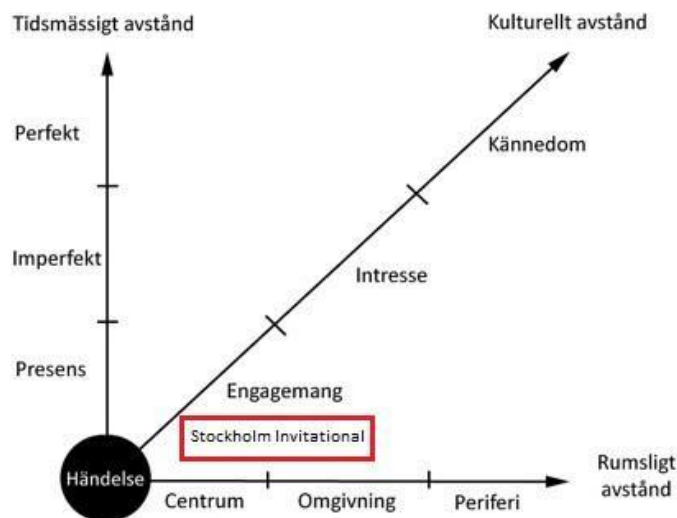 Tidsmässigt avstånd
Kulturellt avstånd
Perfekt
Kännedom
Imperfekt
Intresse
Presens
Engagemang
Stockholm Invitational
Händelse
Rumsligt
avstånd
Centrum
Omgivning
Periferi